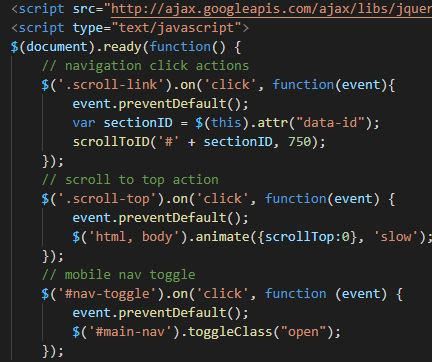 <script src="http://ajax.googleapis.com/ajax/libs/jquer
<script type="text/javascript">
$(document).ready(function() {
    // navigation click actions
    $('.scroll-link').on('click', function(event){
        event.preventDefault();
        var sectionID = $(this).attr("data-id");
        scrollToID('#' + sectionID, 750);
    });
    // scroll to top action
    $('.scroll-top').on('click', function(event) {
        event.preventDefault();
        $('html, body').animate({scrollTop:0}, 'slow');
    });
    // mobile nav toggle
    $('#nav-toggle').on('click', function (event) {
        event.preventDefault();
        $('#main-nav').toggleClass("open");
    });